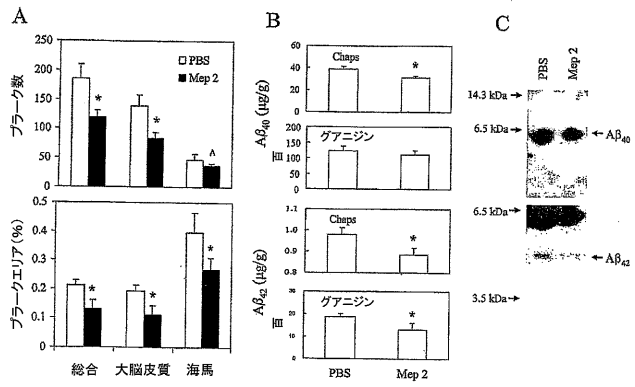 A
プラーク数
250
200
150
100
50
0
PBS
Mep 2
*
*
^
プラークエリア(%)
0.5
0.4
0.3
0.2
0.1
0
*
*
*
総合 大脳皮質 海馬
B
Aβ40 (μg/g)
60
40
20
0
Chaps
*
200
150
100
50
0
グアニジン
Aβ42 (μg/g)
1.1
1.0
0.9
0.8
Chaps
*
30
20
10
0
グアニジン
*
PBS Mep 2
C
PBS
Mep 2
14.3 kDa
6.5 kDa
Aβ40
6.5 kDa
Aβ42
3.5 kDa